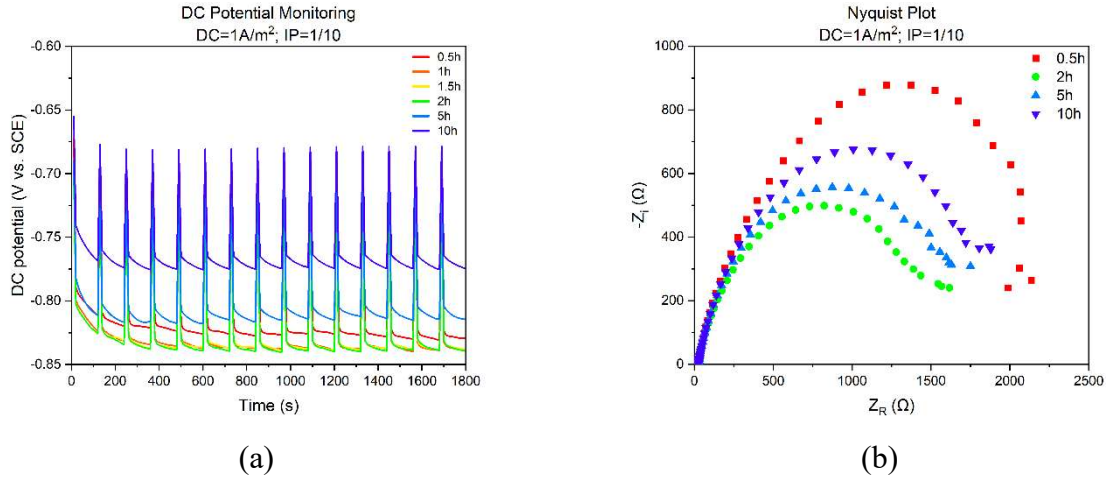 DC Potential Monitoring
DC=1A/m²; IP=1/10
-0.60
-0.65
-0.70
-0.75
-0.80
-0.85
DC potential (V vs. SCE)
0.5h
1h
1.5h
2h
5h
10h
0 200 400 600 800 1000 1200 1400 1600 1800
Time (s)
(a)
Nyquist Plot
DC=1A/m²; IP=1/10
1000
800
600
400
200
0
-Zi (Ω)
0.5h
2h
5h
10h
0 500 1000 1500 2000 2500
ZR (Ω)
(b)